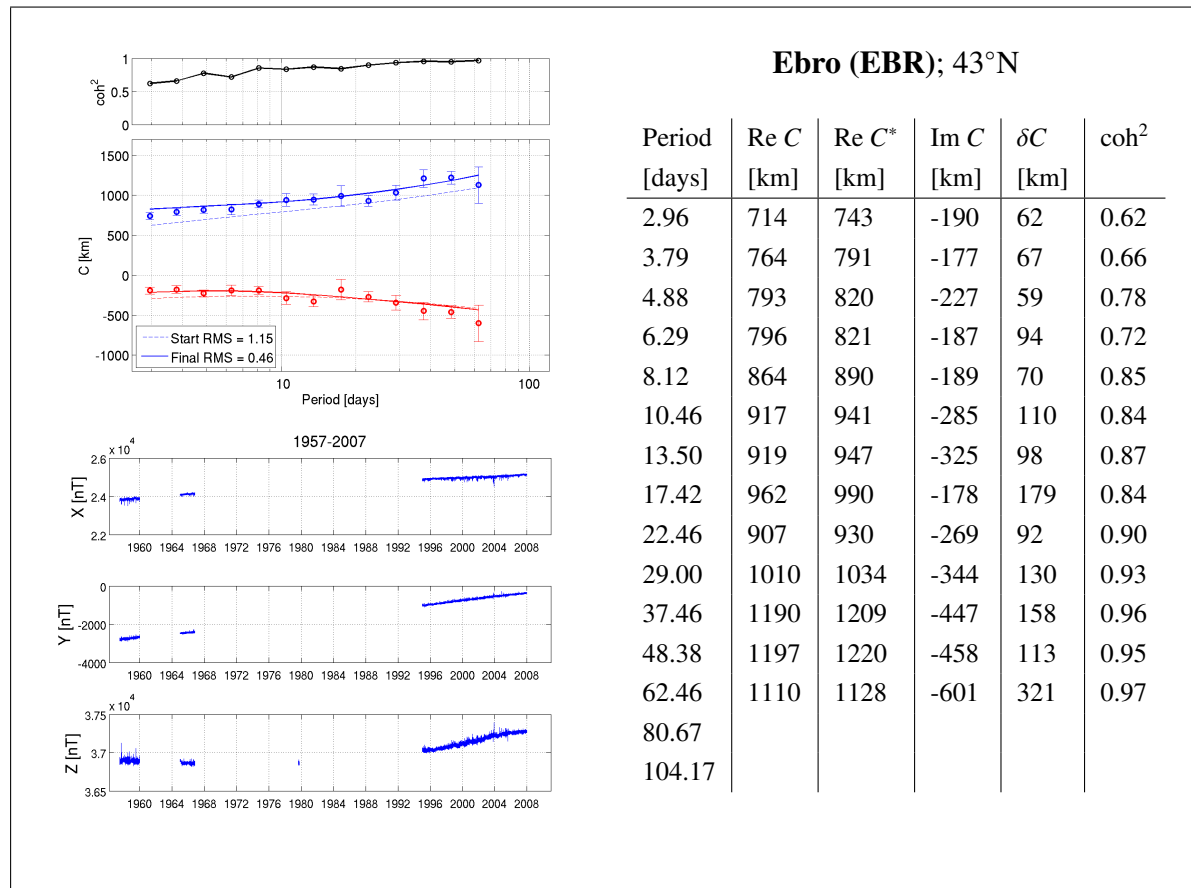 Ebro (EBR); 43°N
1
0.5
0
coh²
1500
1000
500
0
-500
-1000
C [km]
Start RMS = 1.15
Final RMS = 0.46
10 100
Period [days]
1957-2007
x 10⁴
2.6
2.4
2.2
X [nT]
1960 1964 1968 1972 1976 1980 1984 1988 1992 1996 2000 2004 2008
0
-2000
-4000
Y [nT]
1960 1964 1968 1972 1976 1980 1984 1988 1992 1996 2000 2004 2008
x 10⁴
3.75
3.7
3.65
Z [nT]
1960 1964 1968 1972 1976 1980 1984 1988 1992 1996 2000 2004 2008
Period Re C Re C* Im C δC coh²
[days] [km] [km] [km] [km]
2.96 714 743 -190 62 0.62
3.79 764 791 -177 67 0.66
4.88 793 820 -227 59 0.78
6.29 796 821 -187 94 0.72
8.12 864 890 -189 70 0.85
10.46 917 941 -285 110 0.84
13.50 919 947 -325 98 0.87
17.42 962 990 -178 179 0.84
22.46 907 930 -269 92 0.90
29.00 1010 1034 -344 130 0.93
37.46 1190 1209 -447 158 0.96
48.38 1197 1220 -458 113 0.95
62.46 1110 1128 -601 321 0.97
80.67
104.17